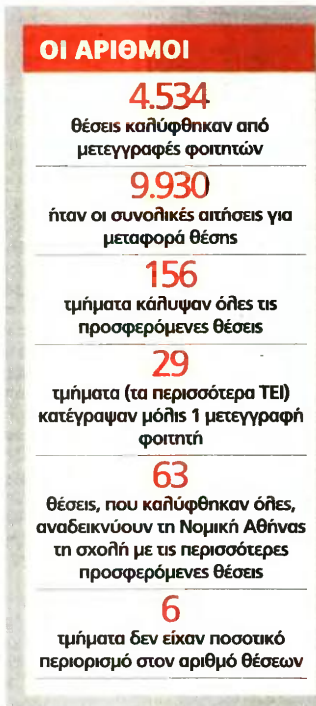 ΟΙ ΑΡΙΘΜΟΙ
4.534
θέσεις καλύφθηκαν από
μετεγγραφές φοιτητών
9.930
ήταν οι συνολικές αιτήσεις για
μεταφορά θέσης
156
τμήματα κάλυψαν όλες τις
προσφερόμενες θέσεις
29
τμήματα (τα περισσότερα ΤΕΙ)
κατέγραψαν μόλις 1 μετεγγραφή
φοιτητή
63
θέσεις, που καλύφθηκαν όλες,
αναδεικνύουν τη Νομική Αθήνας
τη σχολή με τις περισσότερες
προσφερόμενες θέσεις
6
τμήματα δεν είχαν ποσοτικό
περιορισμό στον αριθμό θέσεων